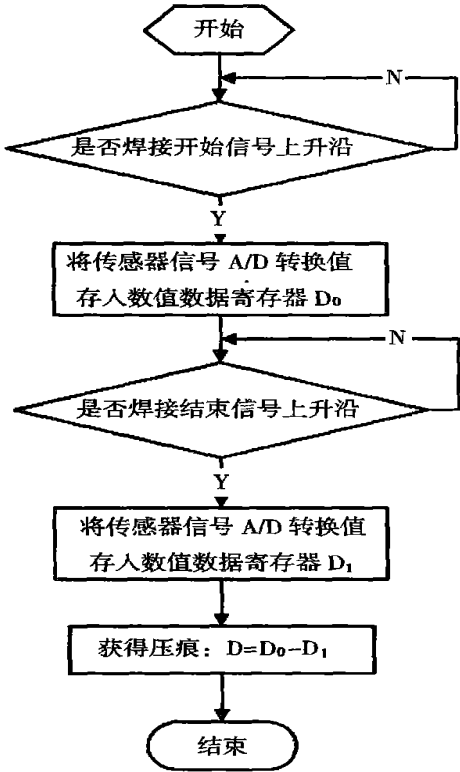 开始
N
是否焊接开始信号上升沿
Y
将传感器信号 A/D 转换值
存入数值数据寄存器 D₀
N
是否焊接结束信号上升沿
Y
将传感器信号 A/D 转换值
存入数值数据寄存器 D₁
获得压痕：D=D₀−D₁
结束